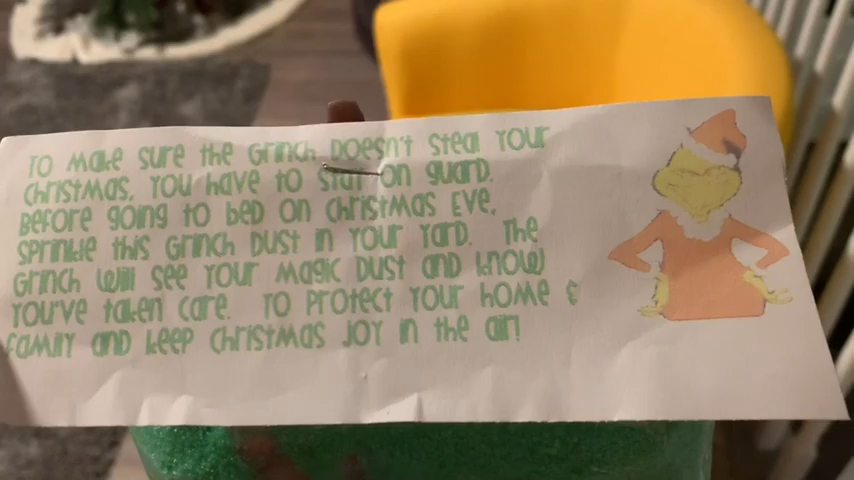 To make sure the Grinch doesn't steal your
Christmas, you have to stay on guard.
Before going to bed on Christmas Eve,
sprinkle this Grinch Dust in your yard. The
Grinch will see your magic dust and know
you've taken care. To protect your home &
family and keep Christmas joy in the air!